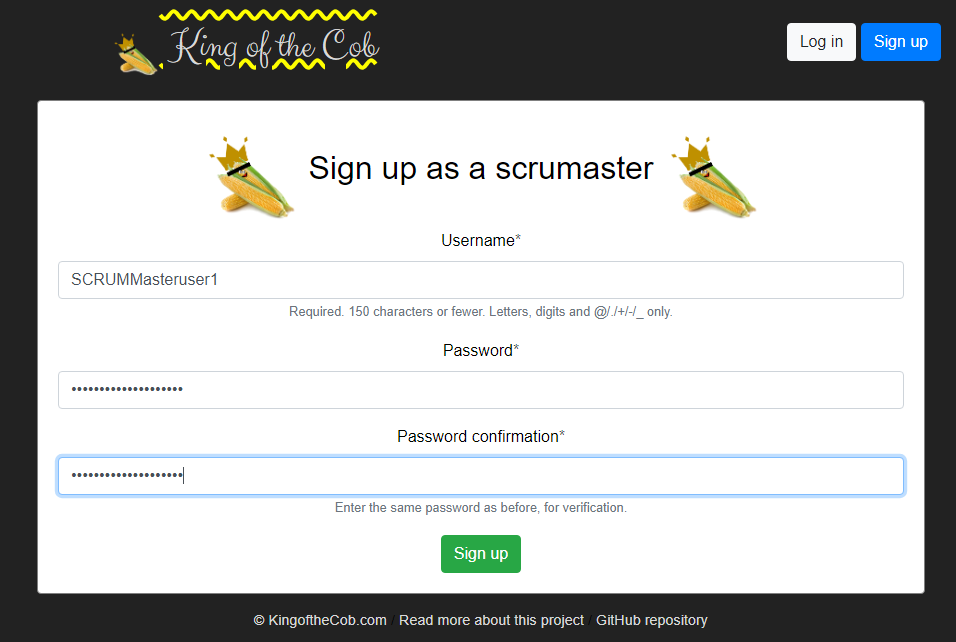 King of the Cob
Log in
Sign up
Sign up as a scrumaster
Username*
SCRUMMasteruser1
Required. 150 characters or fewer. Letters, digits and @/./+/-/_ only.
Password*
••••••••••••••••••••
Password confirmation*
••••••••••••••••••••
Enter the same password as before, for verification.
Sign up
© KingoftheCob.com / Read more about this project / GitHub repository